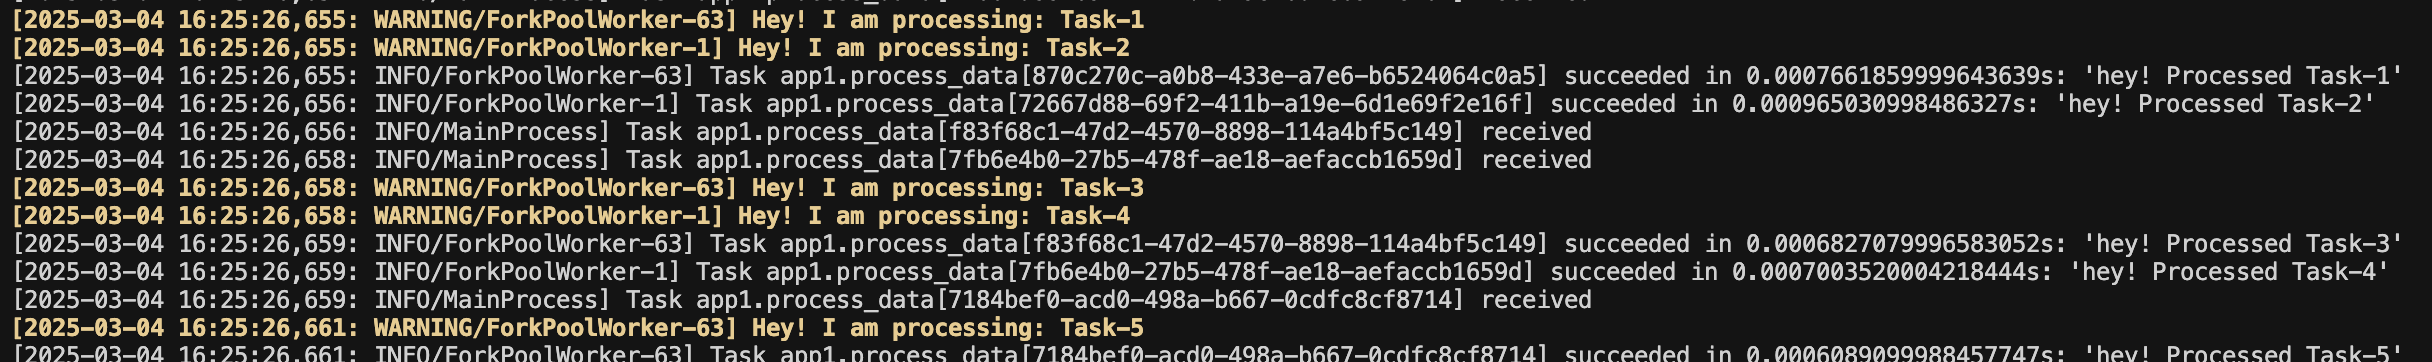 [2025-03-04 16:25:26,655: WARNING/ForkPoolWorker-63] Hey! I am processing: Task-1
[2025-03-04 16:25:26,655: WARNING/ForkPoolWorker-1] Hey! I am processing: Task-2
[2025-03-04 16:25:26,655: INFO/ForkPoolWorker-63] Task app1.process_data[870c270c-a0b8-433e-a7e6-b6524064c0a5] succeeded in 0.0007661859999643639s: 'hey! Processed Task-1'
[2025-03-04 16:25:26,656: INFO/ForkPoolWorker-1] Task app1.process_data[72667d88-69f2-411b-a19e-6d1e69f2e16f] succeeded in 0.000965030998486327s: 'hey! Processed Task-2'
[2025-03-04 16:25:26,656: INFO/MainProcess] Task app1.process_data[f83f68c1-47d2-4570-8898-114a4bf5c149] received
[2025-03-04 16:25:26,658: INFO/MainProcess] Task app1.process_data[7fb6e4b0-27b5-478f-ae18-aefaccb1659d] received
[2025-03-04 16:25:26,658: WARNING/ForkPoolWorker-63] Hey! I am processing: Task-3
[2025-03-04 16:25:26,658: WARNING/ForkPoolWorker-1] Hey! I am processing: Task-4
[2025-03-04 16:25:26,659: INFO/ForkPoolWorker-63] Task app1.process_data[f83f68c1-47d2-4570-8898-114a4bf5c149] succeeded in 0.0006827079996583052s: 'hey! Processed Task-3'
[2025-03-04 16:25:26,659: INFO/ForkPoolWorker-1] Task app1.process_data[7fb6e4b0-27b5-478f-ae18-aefaccb1659d] succeeded in 0.0007003520004218444s: 'hey! Processed Task-4'
[2025-03-04 16:25:26,659: INFO/MainProcess] Task app1.process_data[7184bef0-acd0-498a-b667-0cdfc8cf8714] received
[2025-03-04 16:25:26,661: WARNING/ForkPoolWorker-63] Hey! I am processing: Task-5
[2025-03-04 16:25:26,661: INFO/ForkPoolWorker-63] Task app1.process_data[7184bef0-acd0-498a-b667-0cdfc8cf8714] succeeded in 0.0006089099988457747s: 'hey! Processed Task-5'